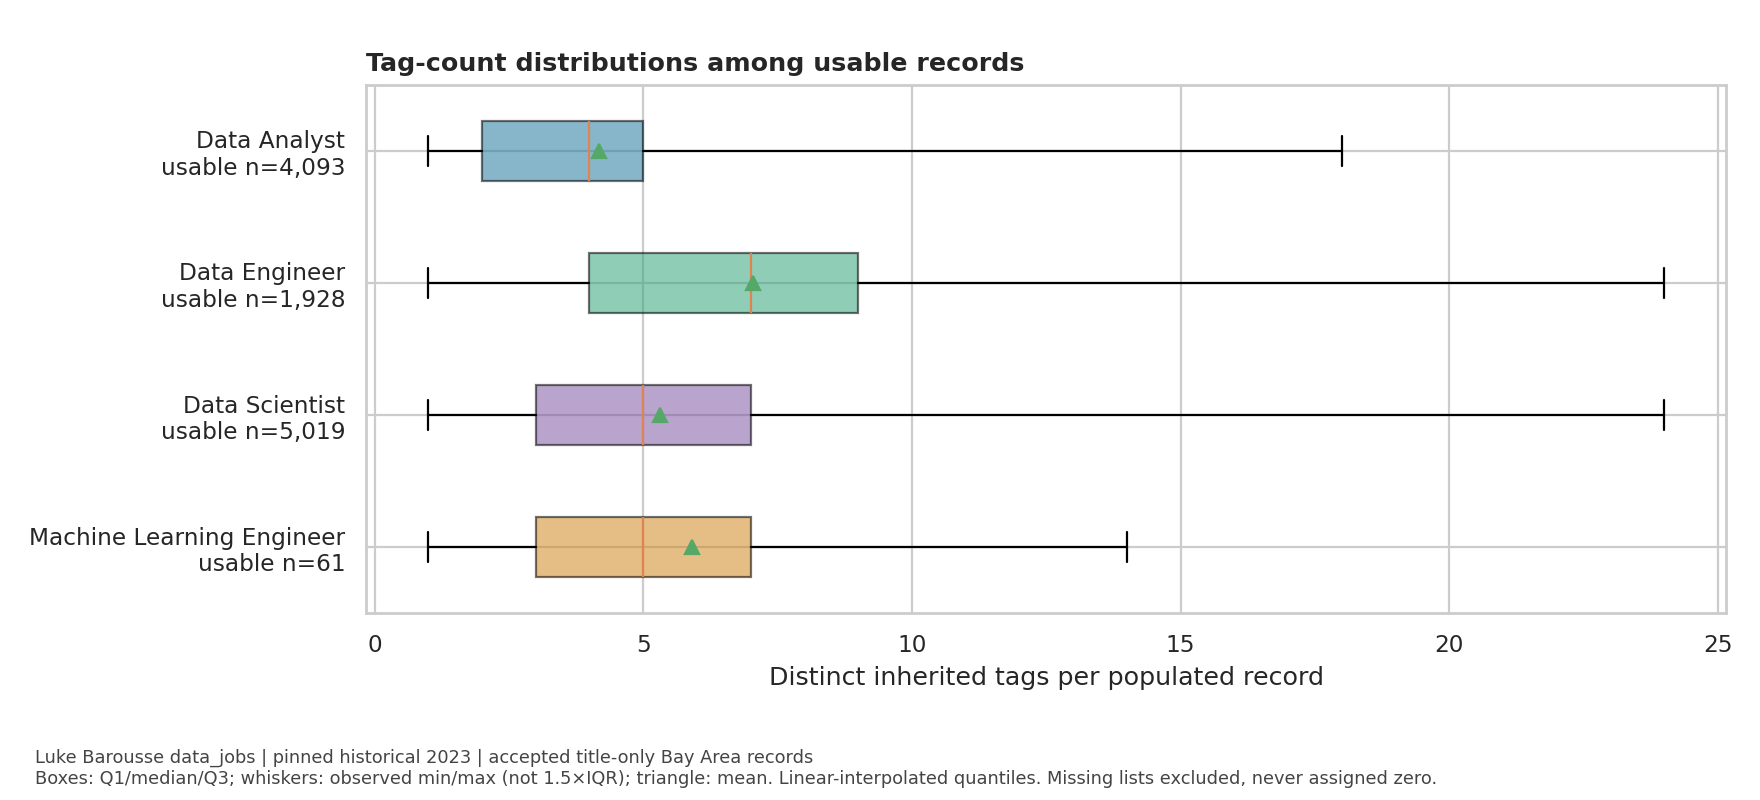 Tag-count distributions among usable records
Data Analyst
usable n=4,093
Data Engineer
usable n=1,928
Data Scientist
usable n=5,019
Machine Learning Engineer
usable n=61
0 5 10 15 20 25
Distinct inherited tags per populated record
Luke Barousse data_jobs | pinned historical 2023 | accepted title-only Bay Area records
Boxes: Q1/median/Q3; whiskers: observed min/max (not 1.5×IQR); triangle: mean. Linear-interpolated quantiles. Missing lists excluded, never assigned zero.